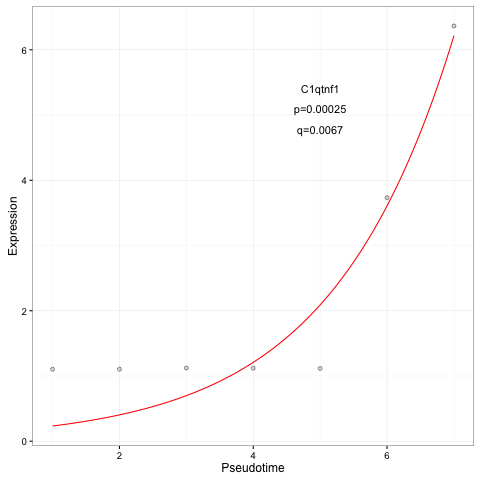 6
C1qtnf1
p=0.00025
q=0.0067
4
Expression
2
0
2 4 6
Pseudotime